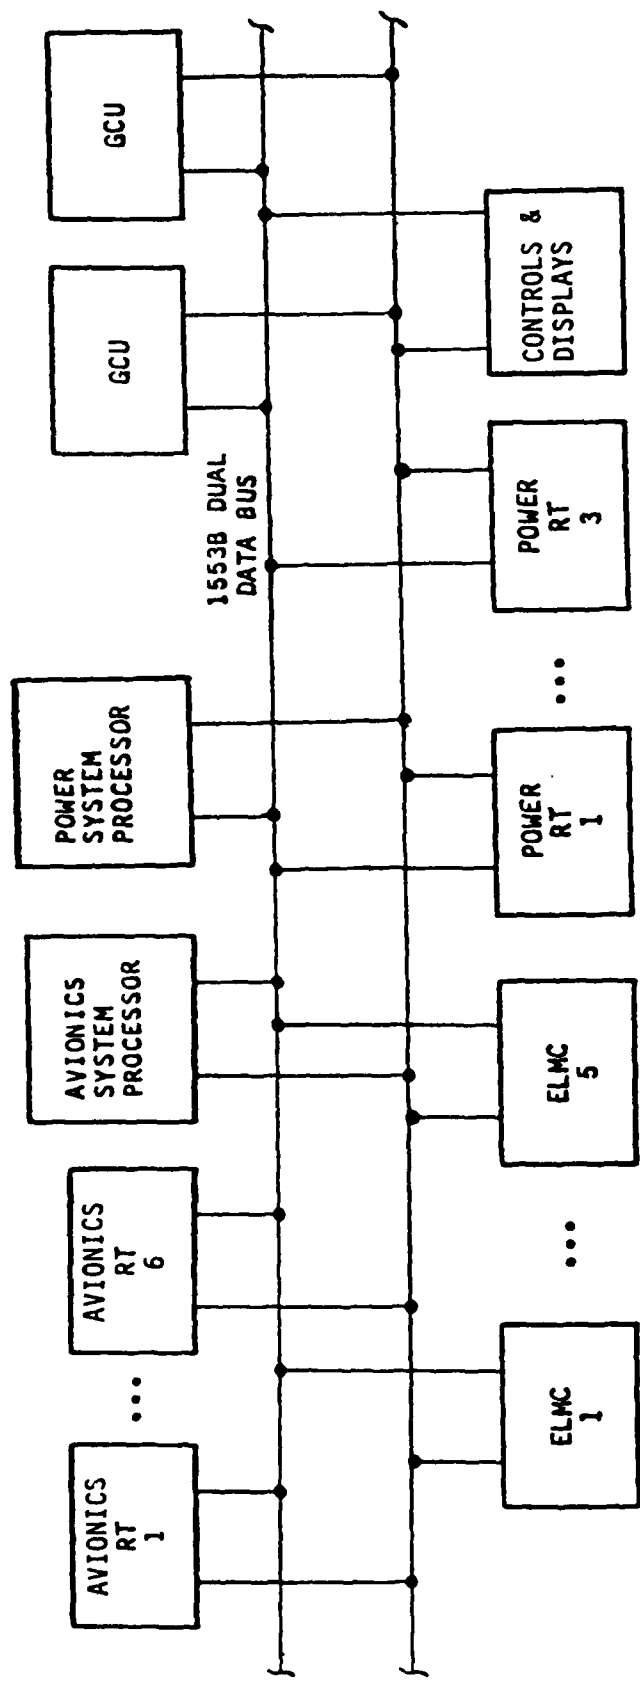 AVIONICS
RT
1
AVIONICS
RT
6
AVIONICS
SYSTEM
PROCESSOR
POWER
SYSTEM
PROCESSOR
GCU
GCU
1553B DUAL
DATA BUS
ELMC
1
ELMC
5
POWER
RT
1
POWER
RT
3
CONTROLS &
DISPLAYS